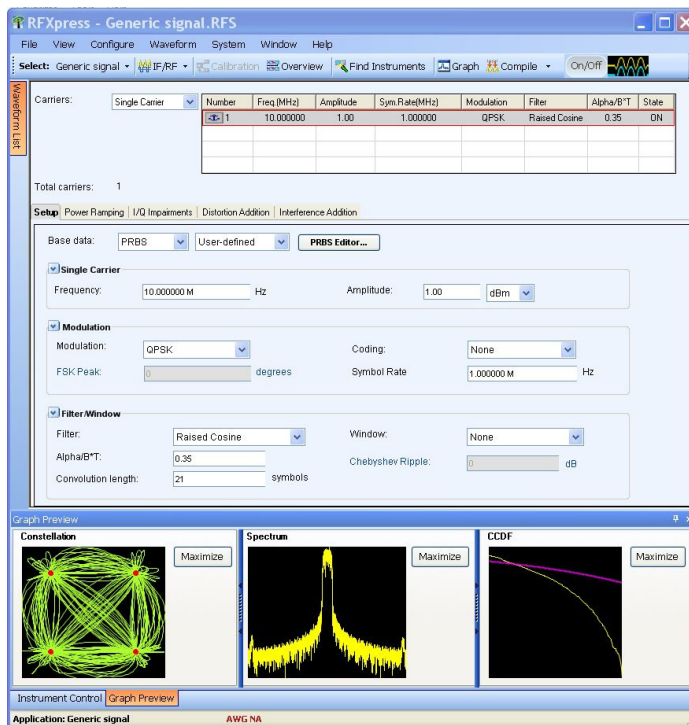 RFXpress - Generic signal.RFS
File View Configure Waveform System Window Help
Select: Generic signal IF/RF Calibration Overview Find Instruments Graph Compile On/Off
Waveform List
Carriers: Single Carrier
Number Freq.(MHz) Amplitude Sym.Rate(MHz) Modulation Filter Alpha/B*T State
1 10.000000 1.00 1.000000 QPSK Raised Cosine 0.35 ON
Total carriers: 1
Setup Power Ramping I/Q Impairments Distortion Addition Interference Addition
Base data: PRBS User-defined PRBS Editor...
Single Carrier
Frequency: 10.000000 M Hz Amplitude: 1.00 dBm
Modulation
Modulation: QPSK Coding: None
FSK Peak: 0 degrees Symbol Rate 1.000000 M Hz
Filter/Window
Filter: Raised Cosine Window: None
Alpha/B*T: 0.35 Chebyshev Ripple: 0 dB
Convolution length: 21 symbols
Graph Preview
Constellation Maximize Spectrum Maximize CCDF Maximize
Instrument Control Graph Preview
Application: Generic signal AWG NA